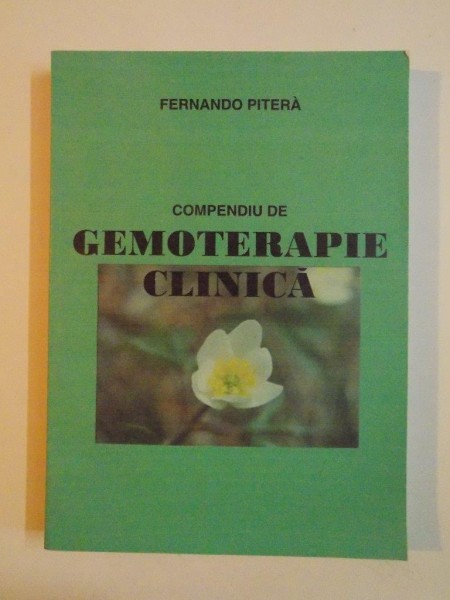 FERNANDO PITERÀ
COMPENDIU DE
GEMOTERAPIE
CLINICĂ